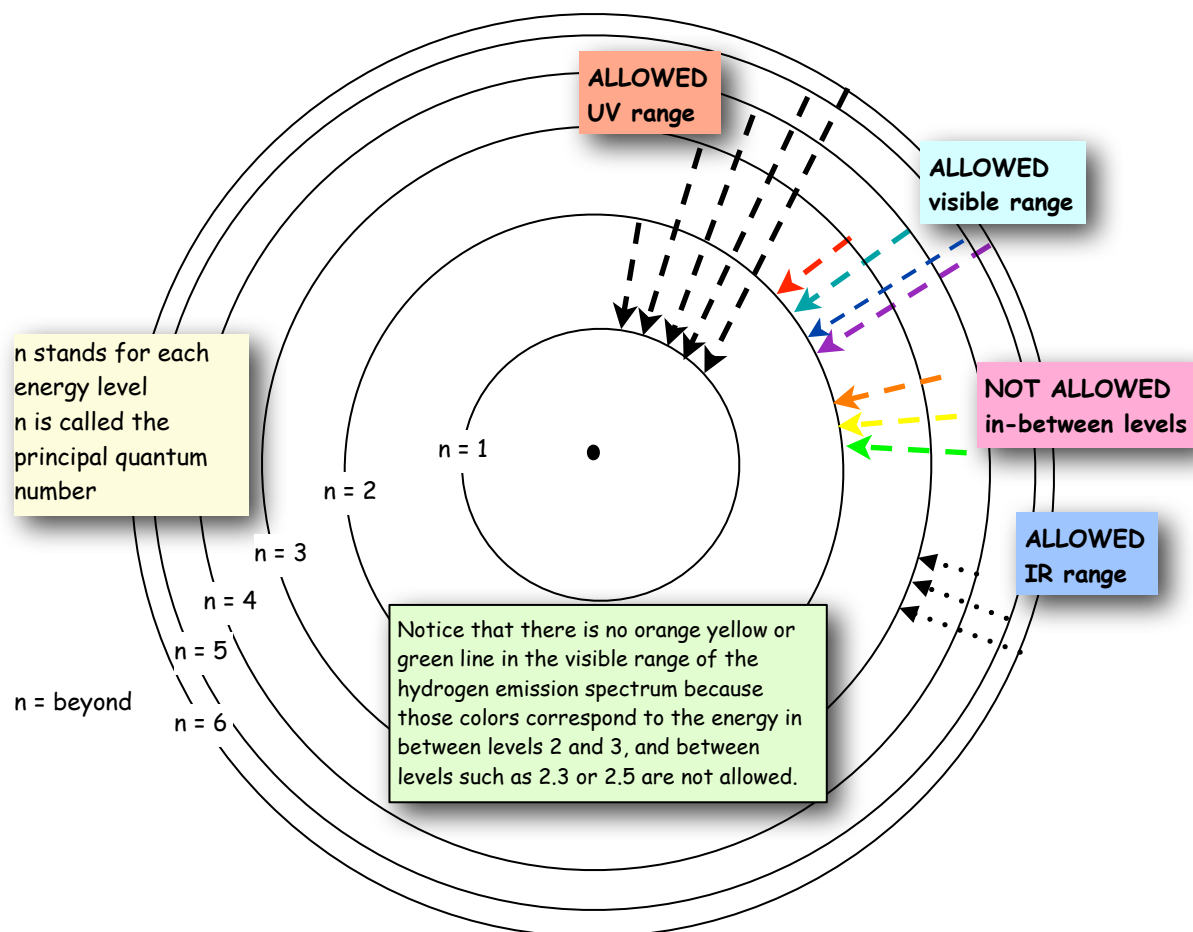 ALLOWED
UV range
ALLOWED
visible range
n stands for each
energy level
n is called the
principal quantum
number
NOT ALLOWED
in-between levels
n = 1
n = 2
n = 3
n = 4
n = 5
n = 6
n = beyond
ALLOWED
IR range
Notice that there is no orange yellow or
green line in the visible range of the
hydrogen emission spectrum because
those colors correspond to the energy in
between levels 2 and 3, and between
levels such as 2.3 or 2.5 are not allowed.